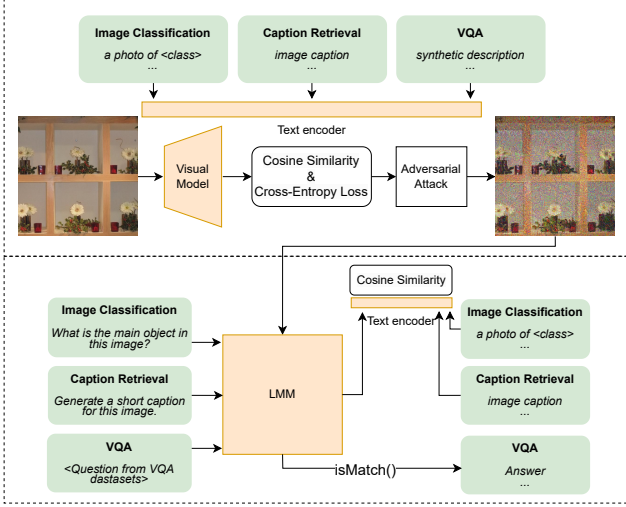 Image Classification
a photo of <class>
...
Caption Retrieval
image caption
...
VQA
synthetic description
...
Text encoder
Visual
Model
Cosine Similarity
&
Cross-Entropy Loss
Adversarial
Attack
Cosine Similarity
Text encoder
Image Classification
What is the main object in
this image?
Caption Retrieval
Generate a short caption
for this image.
VQA
<Question from VQA
dastasets>
LMM
isMatch()
Image Classification
a photo of <class>
...
Caption Retrieval
image caption
...
VQA
Answer
...